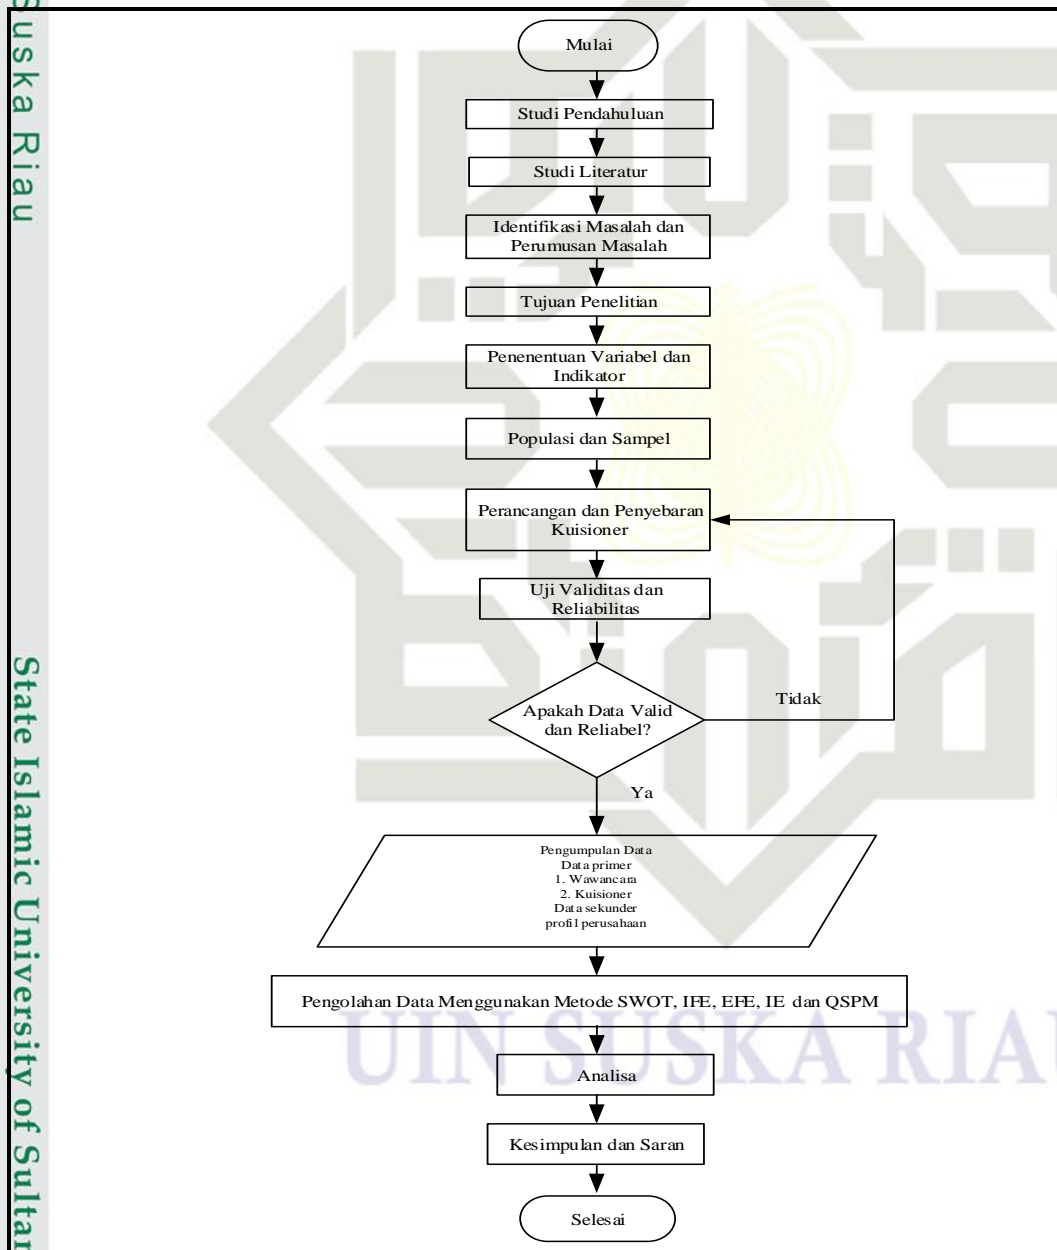 Suska Riau
State Islamic University of Sultan
Mulai
Studi Pendahuluan
Studi Literatur
Identifikasi Masalah dan
Perumusan Masalah
Tujuan Penelitian
Penenentuan Variabel dan
Indikator
Populasi dan Sampel
Perancangan dan Penyebaran
Kuisioner
Uji Validitas dan
Reliabilitas
Apakah Data Valid
dan Reliabel?
Tidak
Ya
Pengumpulan Data
Data primer
1. Wawancara
2. Kuisioner
Data sekunder
profil perusahaan
Pengolahan Data Menggunakan Metode SWOT, IFE, EFE, IE dan QSPM
UIN SUSKA RIAU
Analisa
Kesimpulan dan Saran
Selesai